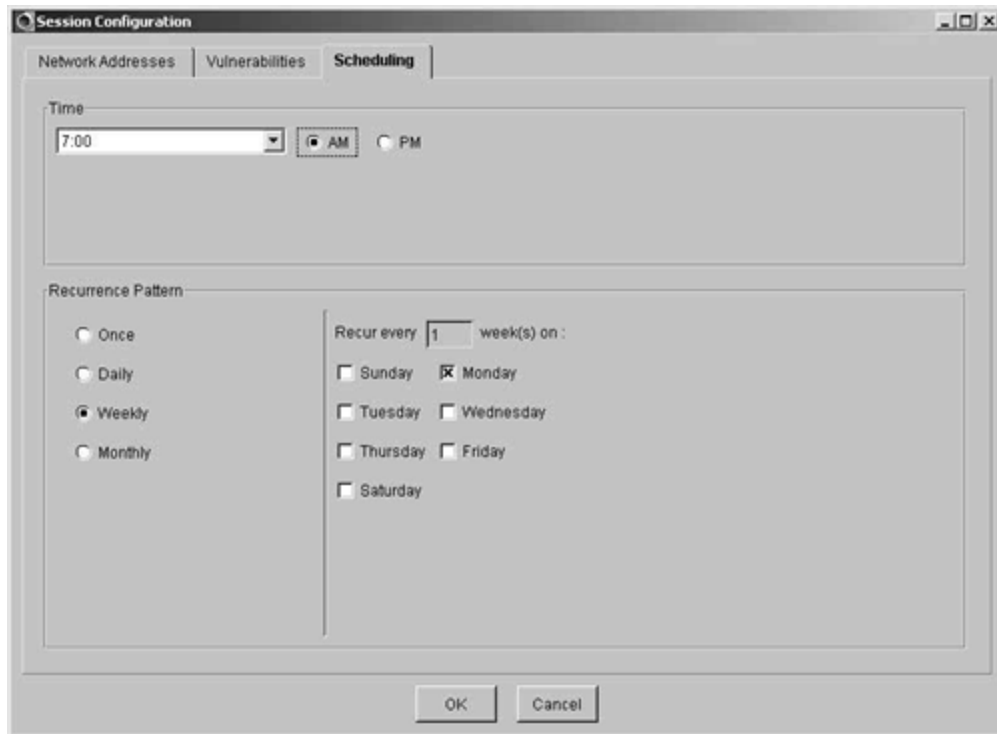 Session Configuration
Network Addresses Vulnerabilities Scheduling
Time
7:00 AM PM
Recurrence Pattern
Once
Daily
Weekly
Monthly
Recur every 1 week(s) on :
Sunday Monday
Tuesday Wednesday
Thursday Friday
Saturday
OK Cancel